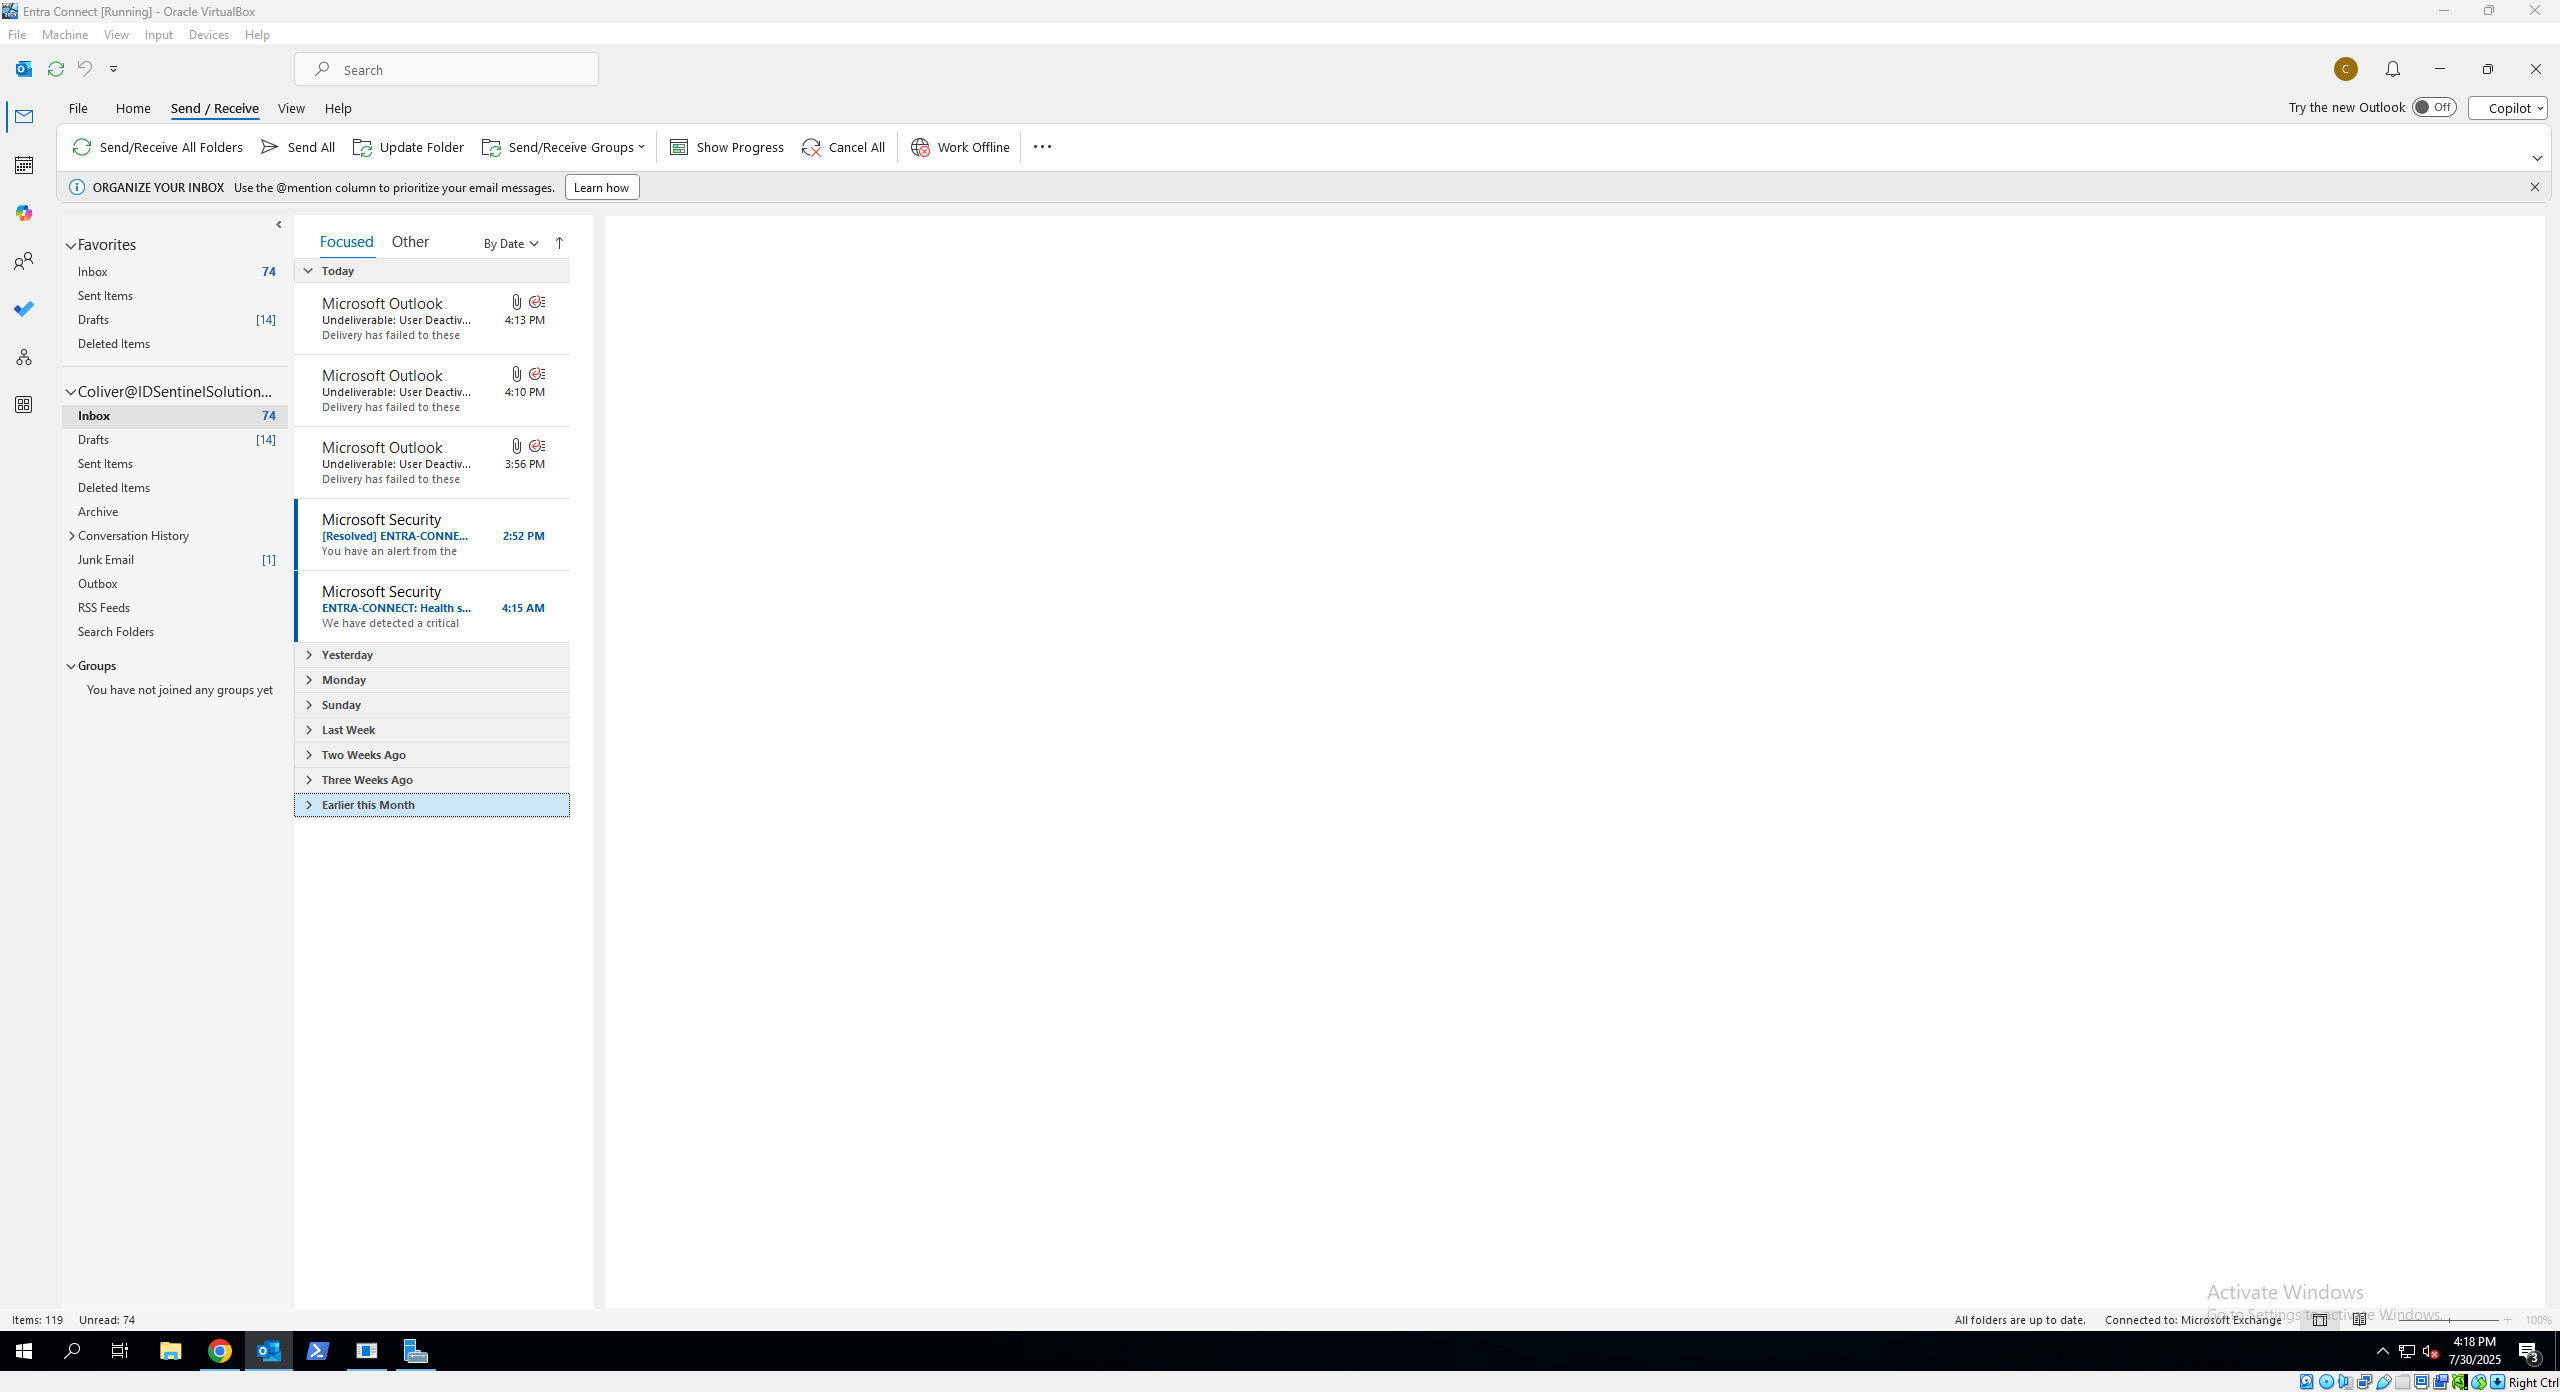 Entra Connect [Running] - Oracle VirtualBox
File Machine View Input Devices Help
Search
C
File Home Send / Receive View Help
Try the new Outlook Off Copilot
Send/Receive All Folders Send All Update Folder Send/Receive Groups Show Progress Cancel All Work Offline
ORGANIZE YOUR INBOX Use the @mention column to prioritize your email messages. Learn how
Favorites
Inbox 74
Sent Items
Drafts [14]
Deleted Items
Coliver@IDSentinelSolution...
Inbox 74
Drafts [14]
Sent Items
Deleted Items
Archive
Conversation History
Junk Email [1]
Outbox
RSS Feeds
Search Folders
Groups
You have not joined any groups yet
Focused Other By Date
Today
Microsoft Outlook
Undeliverable: User Deactiv... 4:13 PM
Delivery has failed to these
Microsoft Outlook
Undeliverable: User Deactiv... 4:10 PM
Delivery has failed to these
Microsoft Outlook
Undeliverable: User Deactiv... 3:56 PM
Delivery has failed to these
Microsoft Security
[Resolved] ENTRA-CONNE... 2:52 PM
You have an alert from the
Microsoft Security
ENTRA-CONNECT: Health s... 4:15 AM
We have detected a critical
Yesterday
Monday
Sunday
Last Week
Two Weeks Ago
Three Weeks Ago
Earlier this Month
Activate Windows
Go to Settings to activate Windows.
Items: 119 Unread: 74
All folders are up to date. Connected to: Microsoft Exchange 100%
4:18 PM
7/30/2025
3
Right Ctrl